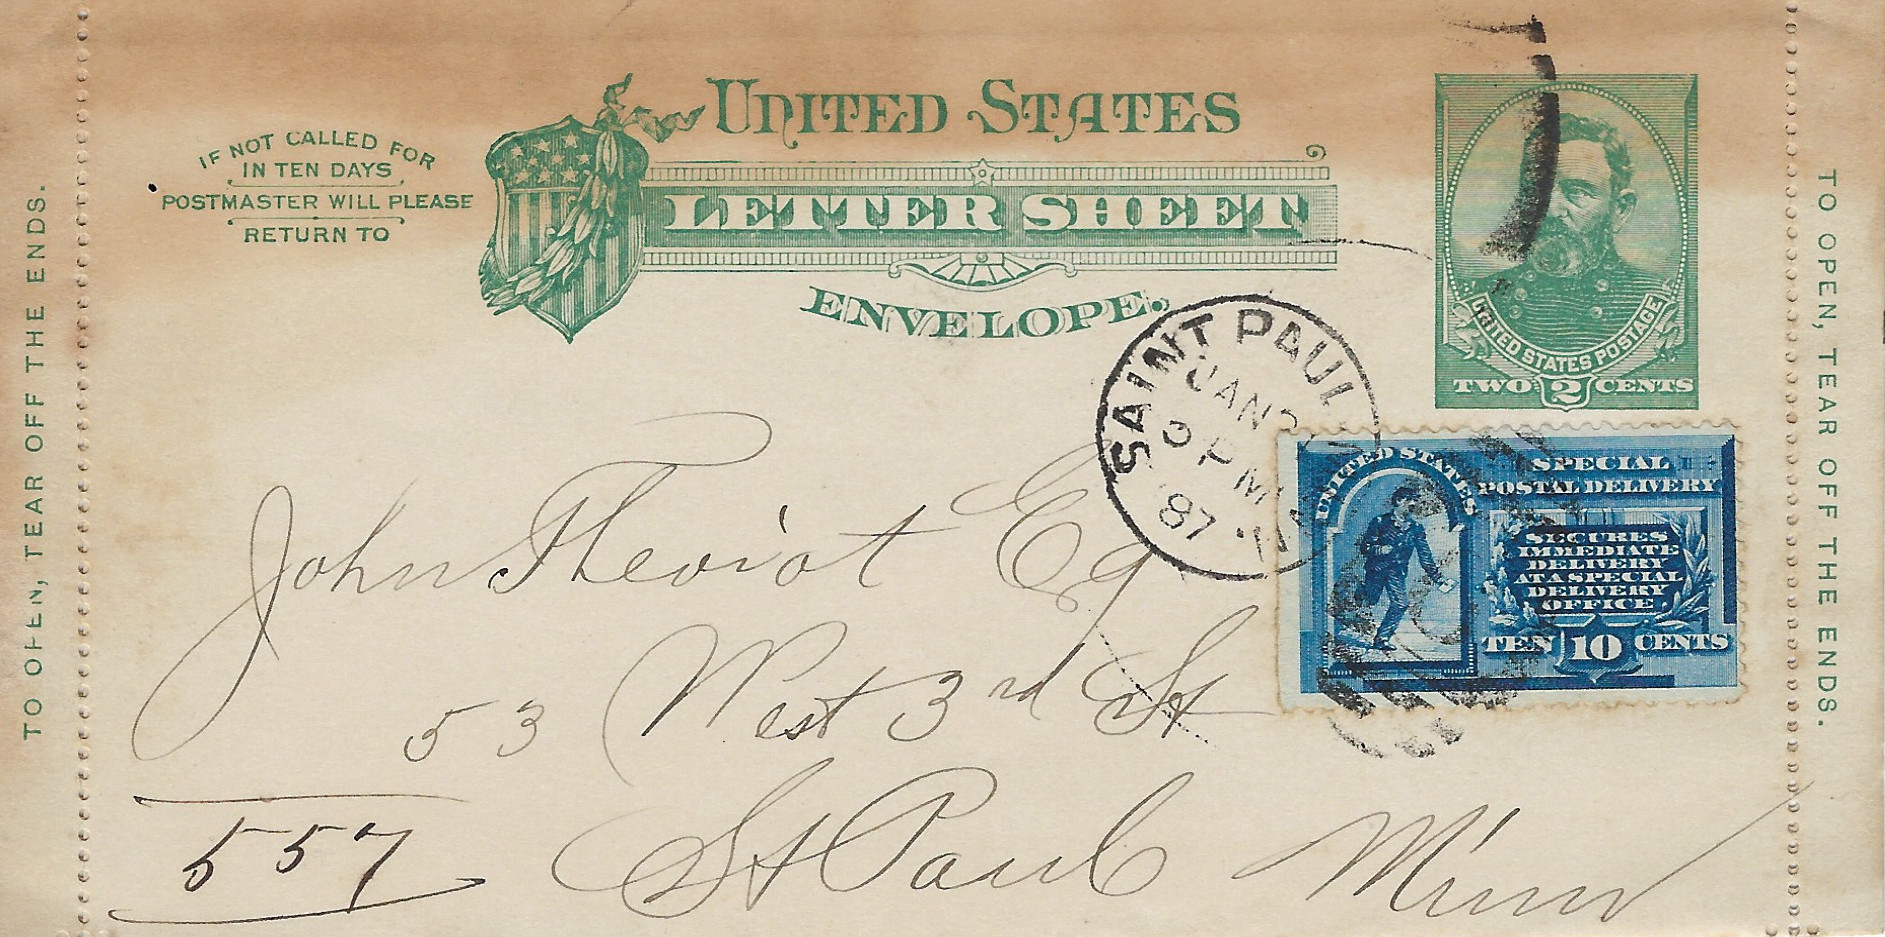 UNITED STATES
LETTER SHEET
ENVELOPE.
IF NOT CALLED FOR
IN TEN DAYS
POSTMASTER WILL PLEASE
RETURN TO
TO OPEN, TEAR OFF THE ENDS.
TO OPEN, TEAR OFF THE ENDS.
UNITED STATES POSTAGE
TWO 2 CENTS
SAINT PAUL
JAN
PM
87
MINN.
UNITED STATES
SPECIAL
POSTAL DELIVERY
SECURES
IMMEDIATE
DELIVERY
AT A SPECIAL
DELIVERY
OFFICE.
TEN 10 CENTS
John Theviot Eq
53 West 3rd St
St Paul Minn
557